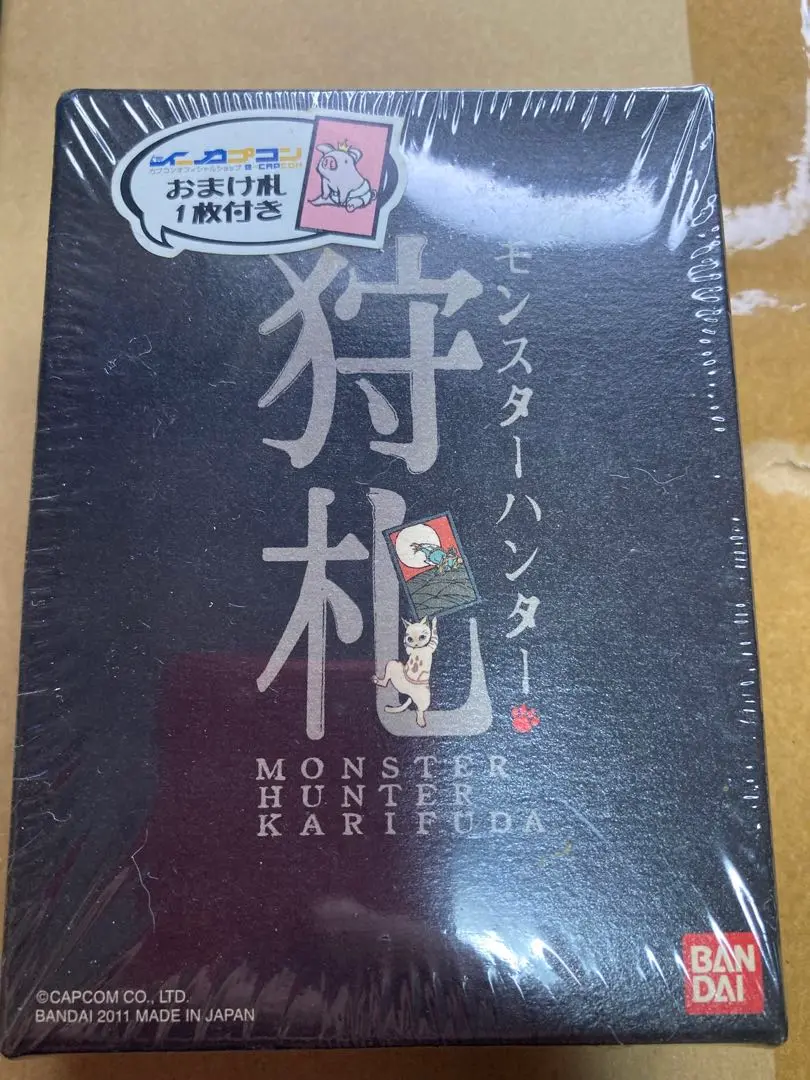 イーカプコン
カプコンオフィシャルショップ e-CAPCOM
おまけ札
1枚付き
モンスターハンター
狩札
MONSTER
HUNTER
KARIFUDA
©CAPCOM CO., LTD.
BANDAI 2011 MADE IN JAPAN
BAN
DAI